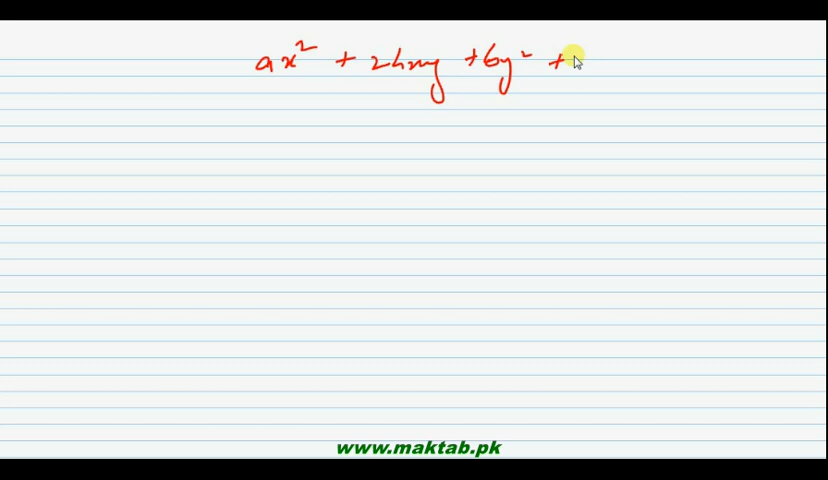 ax² + 2hxy + by² +
www.maktab.pk